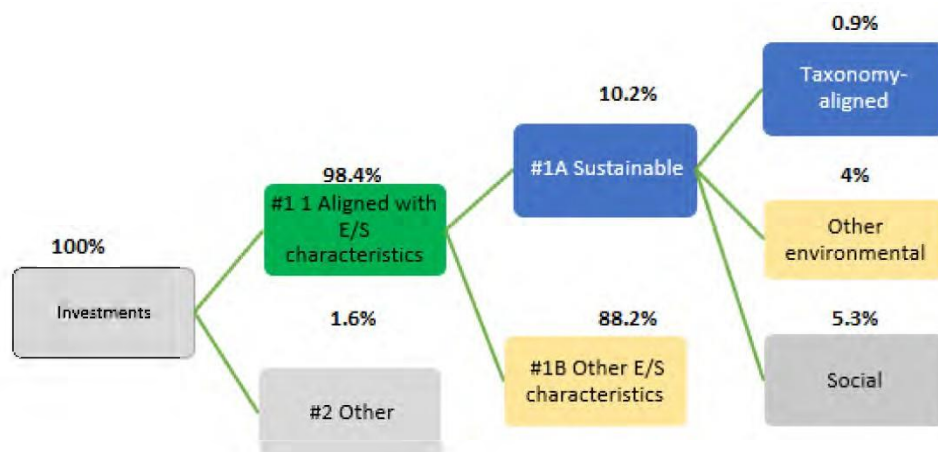 0.9%
Taxonomy-
aligned
10.2%
#1A Sustainable
98.4%
#1 1 Aligned with
E/S
characteristics
4%
Other
environmental
100%
Investments
1.6%
#2 Other
88.2%
#1B Other E/S
characteristics
5.3%
Social